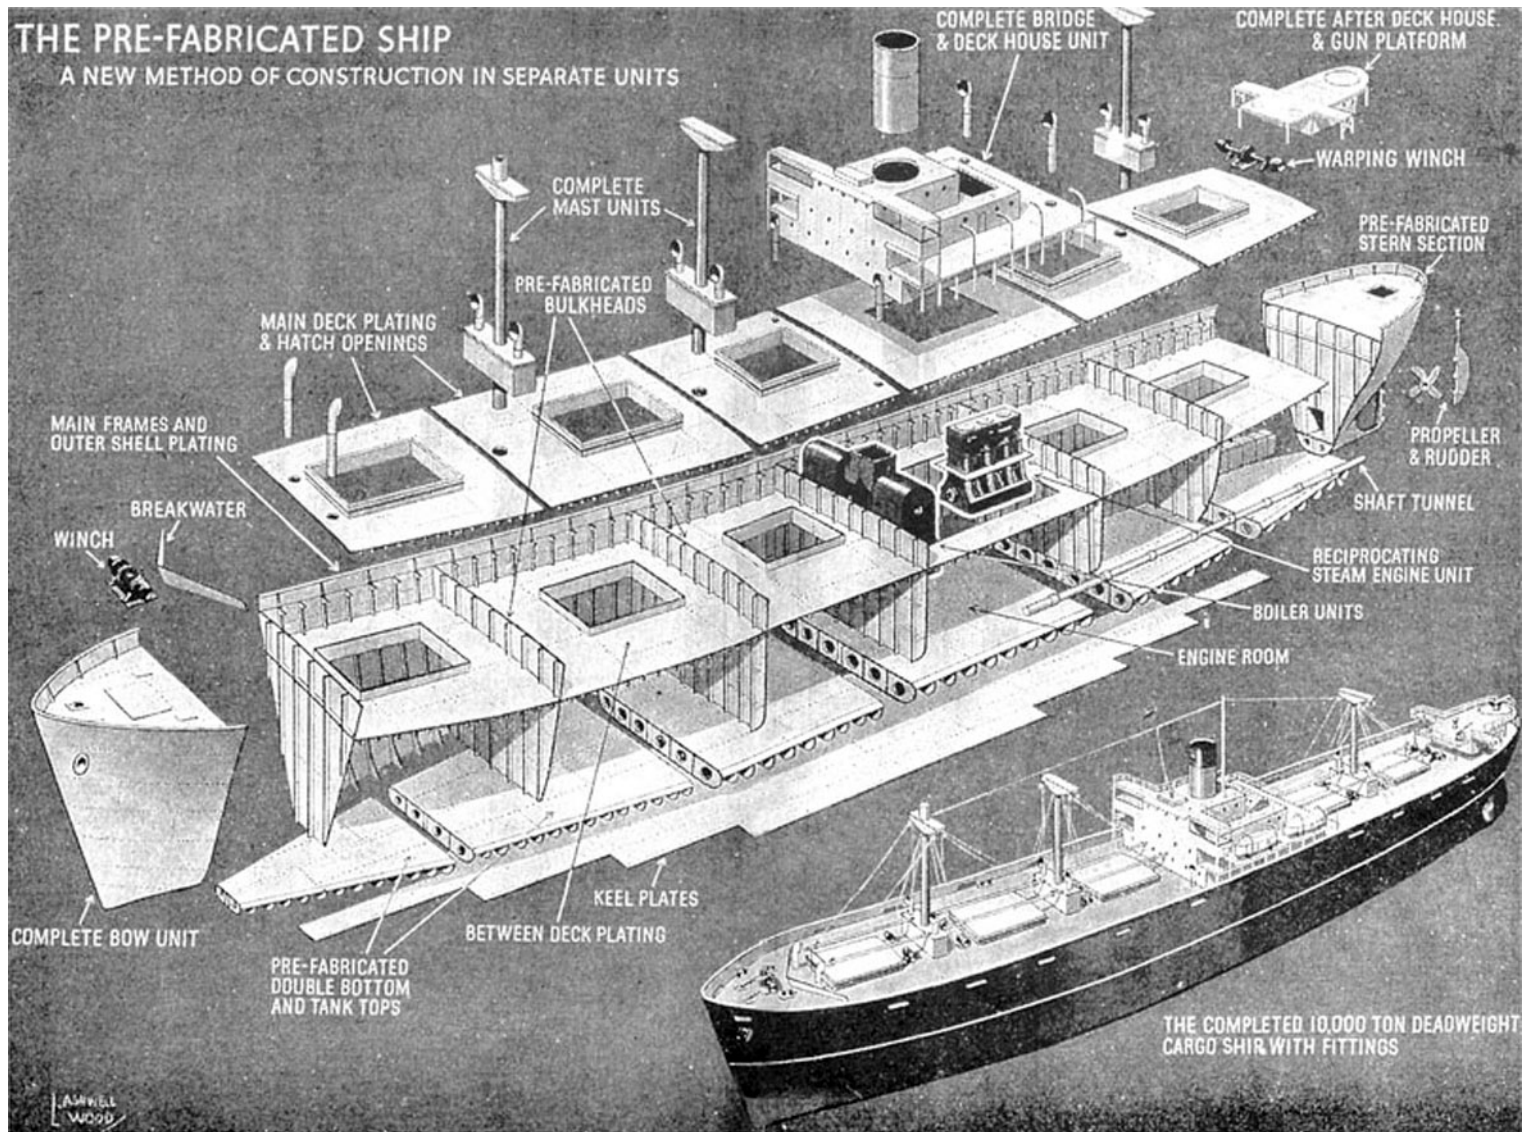 THE PRE-FABRICATED SHIP
A NEW METHOD OF CONSTRUCTION IN SEPARATE UNITS
COMPLETE BRIDGE
& DECK HOUSE UNIT
COMPLETE AFTER DECK HOUSE
& GUN PLATFORM
WARPING WINCH
COMPLETE
MAST UNITS
PRE-FABRICATED
STERN SECTION
PRE-FABRICATED
BULKHEADS
MAIN DECK PLATING
& HATCH OPENINGS
MAIN FRAMES AND
OUTER SHELL PLATING
PROPELLER
& RUDDER
SHAFT TUNNEL
BREAKWATER
WINCH
RECIPROCATING
STEAM ENGINE UNIT
BOILER UNITS
ENGINE ROOM
KEEL PLATES
BETWEEN DECK PLATING
COMPLETE BOW UNIT
PRE-FABRICATED
DOUBLE BOTTOM
AND TANK TOPS
THE COMPLETED 10,000 TON DEADWEIGHT
CARGO SHIP WITH FITTINGS
L. ASHWELL
WOOD